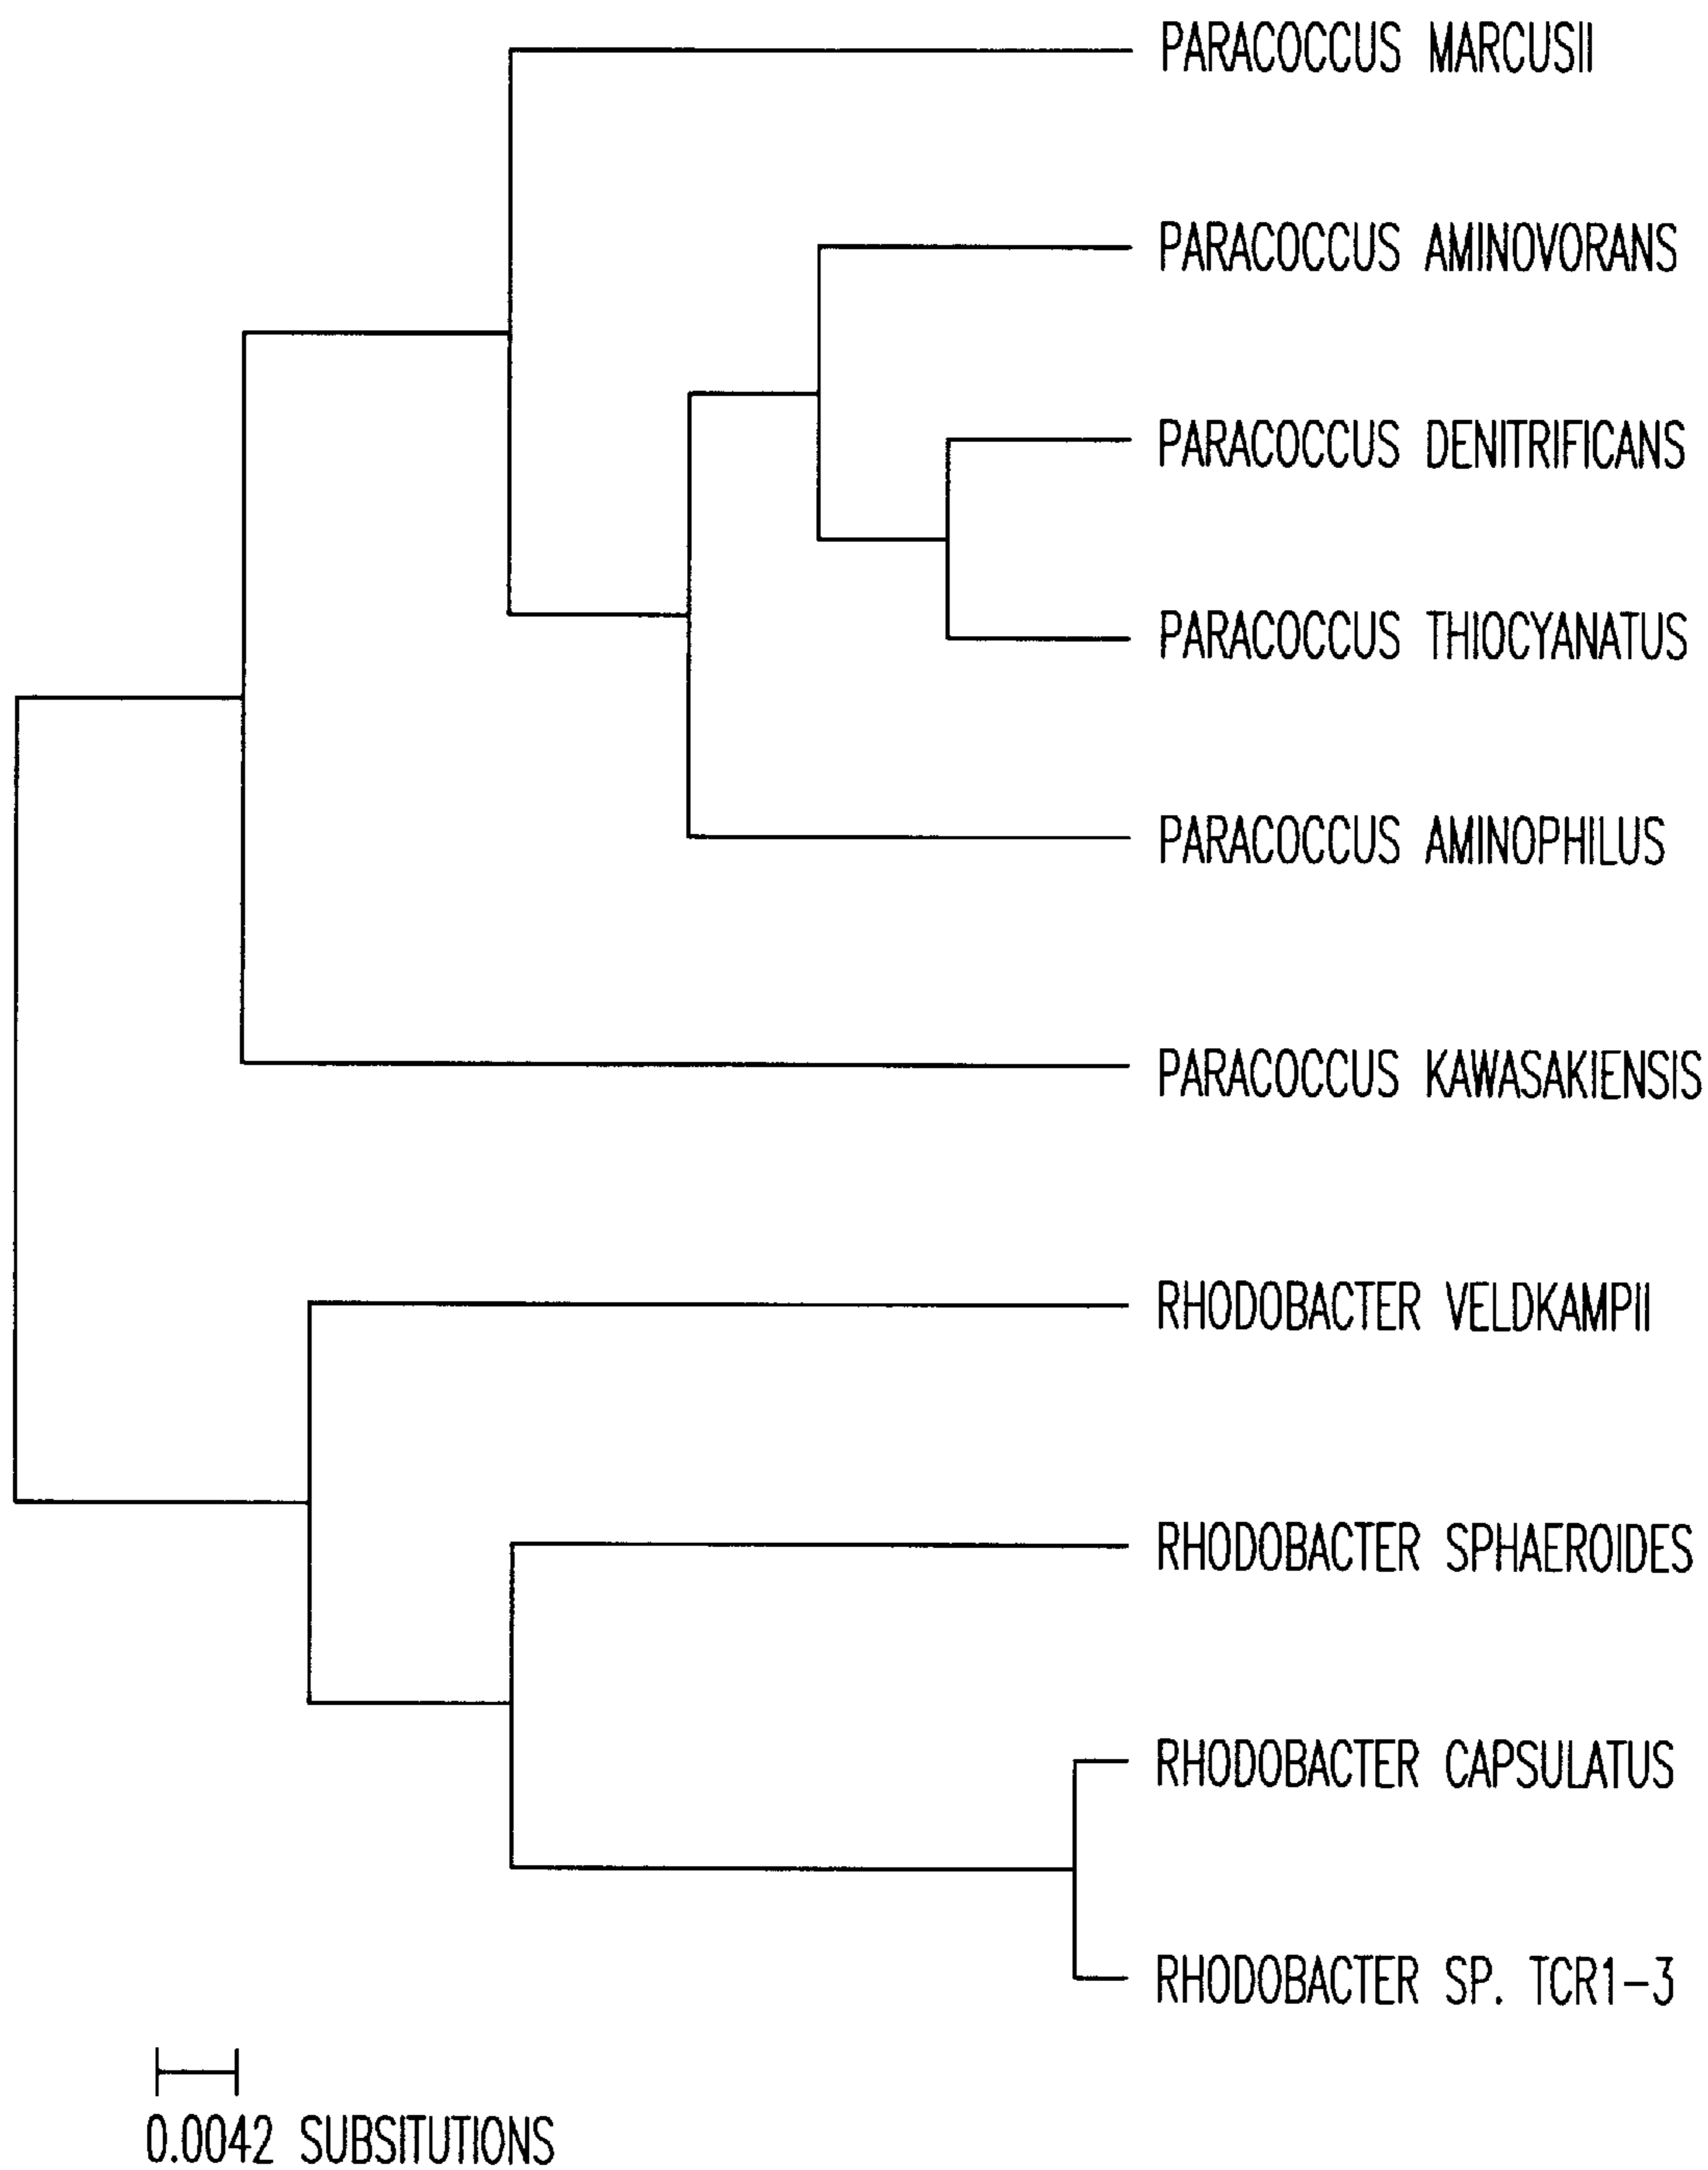 PARACOCCUS MARCUSII
PARACOCCUS AMINOVORANS
PARACOCCUS DENITRIFICANS
PARACOCCUS THIOCYANATUS
PARACOCCUS AMINOPHILUS
PARACOCCUS KAWASAKIENSIS
RHODOBACTER VELDKAMPII
RHODOBACTER SPHAEROIDES
RHODOBACTER CAPSULATUS
RHODOBACTER SP. TCR1-3
0.0042 SUBSITUTIONS